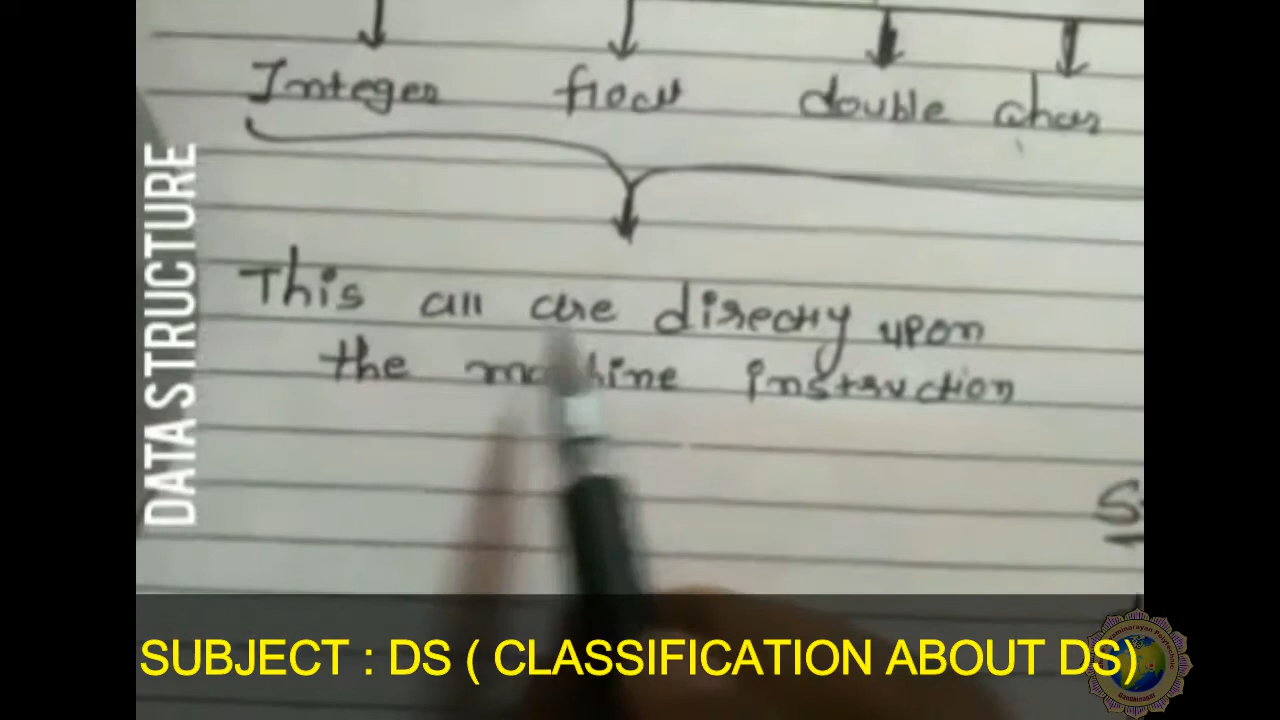 Integer float double char
This all are directly upon
the machine instruction
DATA STRUCTURE
SUBJECT : DS ( CLASSIFICATION ABOUT DS)